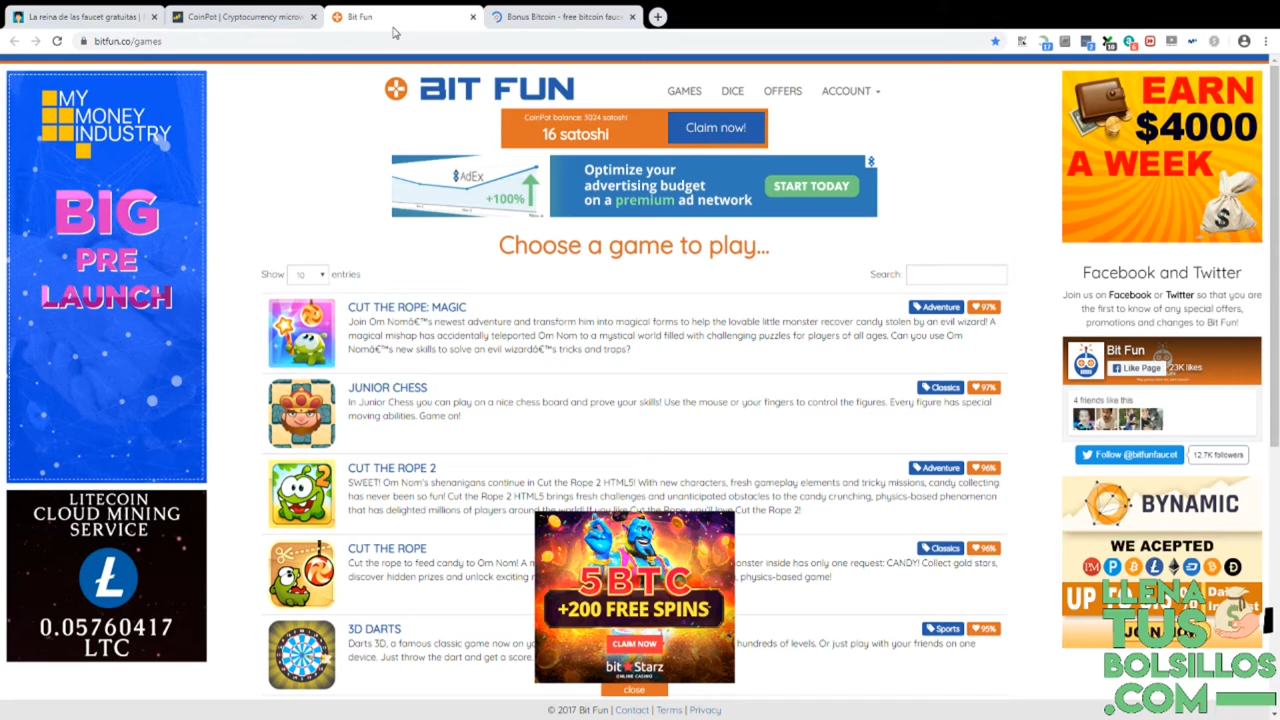 La reina de las faucet gratuitas |
CoinPot | Cryptocurrency microw
Bit Fun
Bonus Bitcoin - free bitcoin fauce
bitfun.co/games
MY
MONEY
INDUSTRY
BIG
PRE
LAUNCH
LITECOIN
CLOUD MINING
SERVICE
0.05760417
LTC
BIT FUN
GAMES DICE OFFERS ACCOUNT
CoinPot balance: 3024 satoshi
16 satoshi
Claim now!
AdEx
+100%
Optimize your
advertising budget
on a premium ad network
START TODAY
Choose a game to play...
Show 10 entries
Search:
CUT THE ROPE: MAGIC
Adventure 97%
Join Om Nomâ€™s newest adventure and transform him into magical forms to help the lovable little monster recover candy stolen by an evil wizard! A
magical mishap has accidentally teleported Om Nom to a mystical world filled with challenging puzzles for players of all ages. Can you use Om
Nomâ€™s new skills to solve an evil wizardâ€™s tricks and traps?
JUNIOR CHESS
Classics 97%
In Junior Chess you can play on a nice chess board and prove your skills! Use the mouse or your fingers to control the figures. Every figure has special
moving abilities. Game on!
CUT THE ROPE 2
Adventure 96%
SWEET! Om Nom's shenanigans continue in Cut the Rope 2 HTML5! With new characters, fresh gameplay elements and tricky missions, candy collecting
has never been so fun! Cut the Rope 2 HTML5 brings fresh challenges and unanticipated obstacles to the candy crunching, physics-based phenomenon
that has delighted millions of players around the world! If you like Cut the Rope, you'll love Cut the Rope 2!
CUT THE ROPE
Classics 96%
Cut the rope to feed candy to Om Nom! A m
monster inside has only one request: CANDY! Collect gold stars,
discover hidden prizes and unlock exciting
physics-based game!
3D DARTS
Sports 95%
Darts 3D, a famous classic game now on yo
hundreds of levels. Or just play with your friends on one
device. Just throw the dart and get a score.
5BTC
+200 FREE SPINS
CLAIM NOW
bitstarz
ONLINE CASINO
close
© 2017 Bit Fun | Contact | Terms | Privacy
EARN
$4000
A WEEK
Facebook and Twitter
Join us on Facebook or Twitter so that you are
the first to know of any special offers,
promotions and changes to Bit Fun!
Bit Fun
Like Page
23K likes
4 friends like this
Follow @bitfunfaucet
12.7K followers
BYNAMIC
WE ACEPTED
LLENA
TUS
BOLSILLOS
.COM